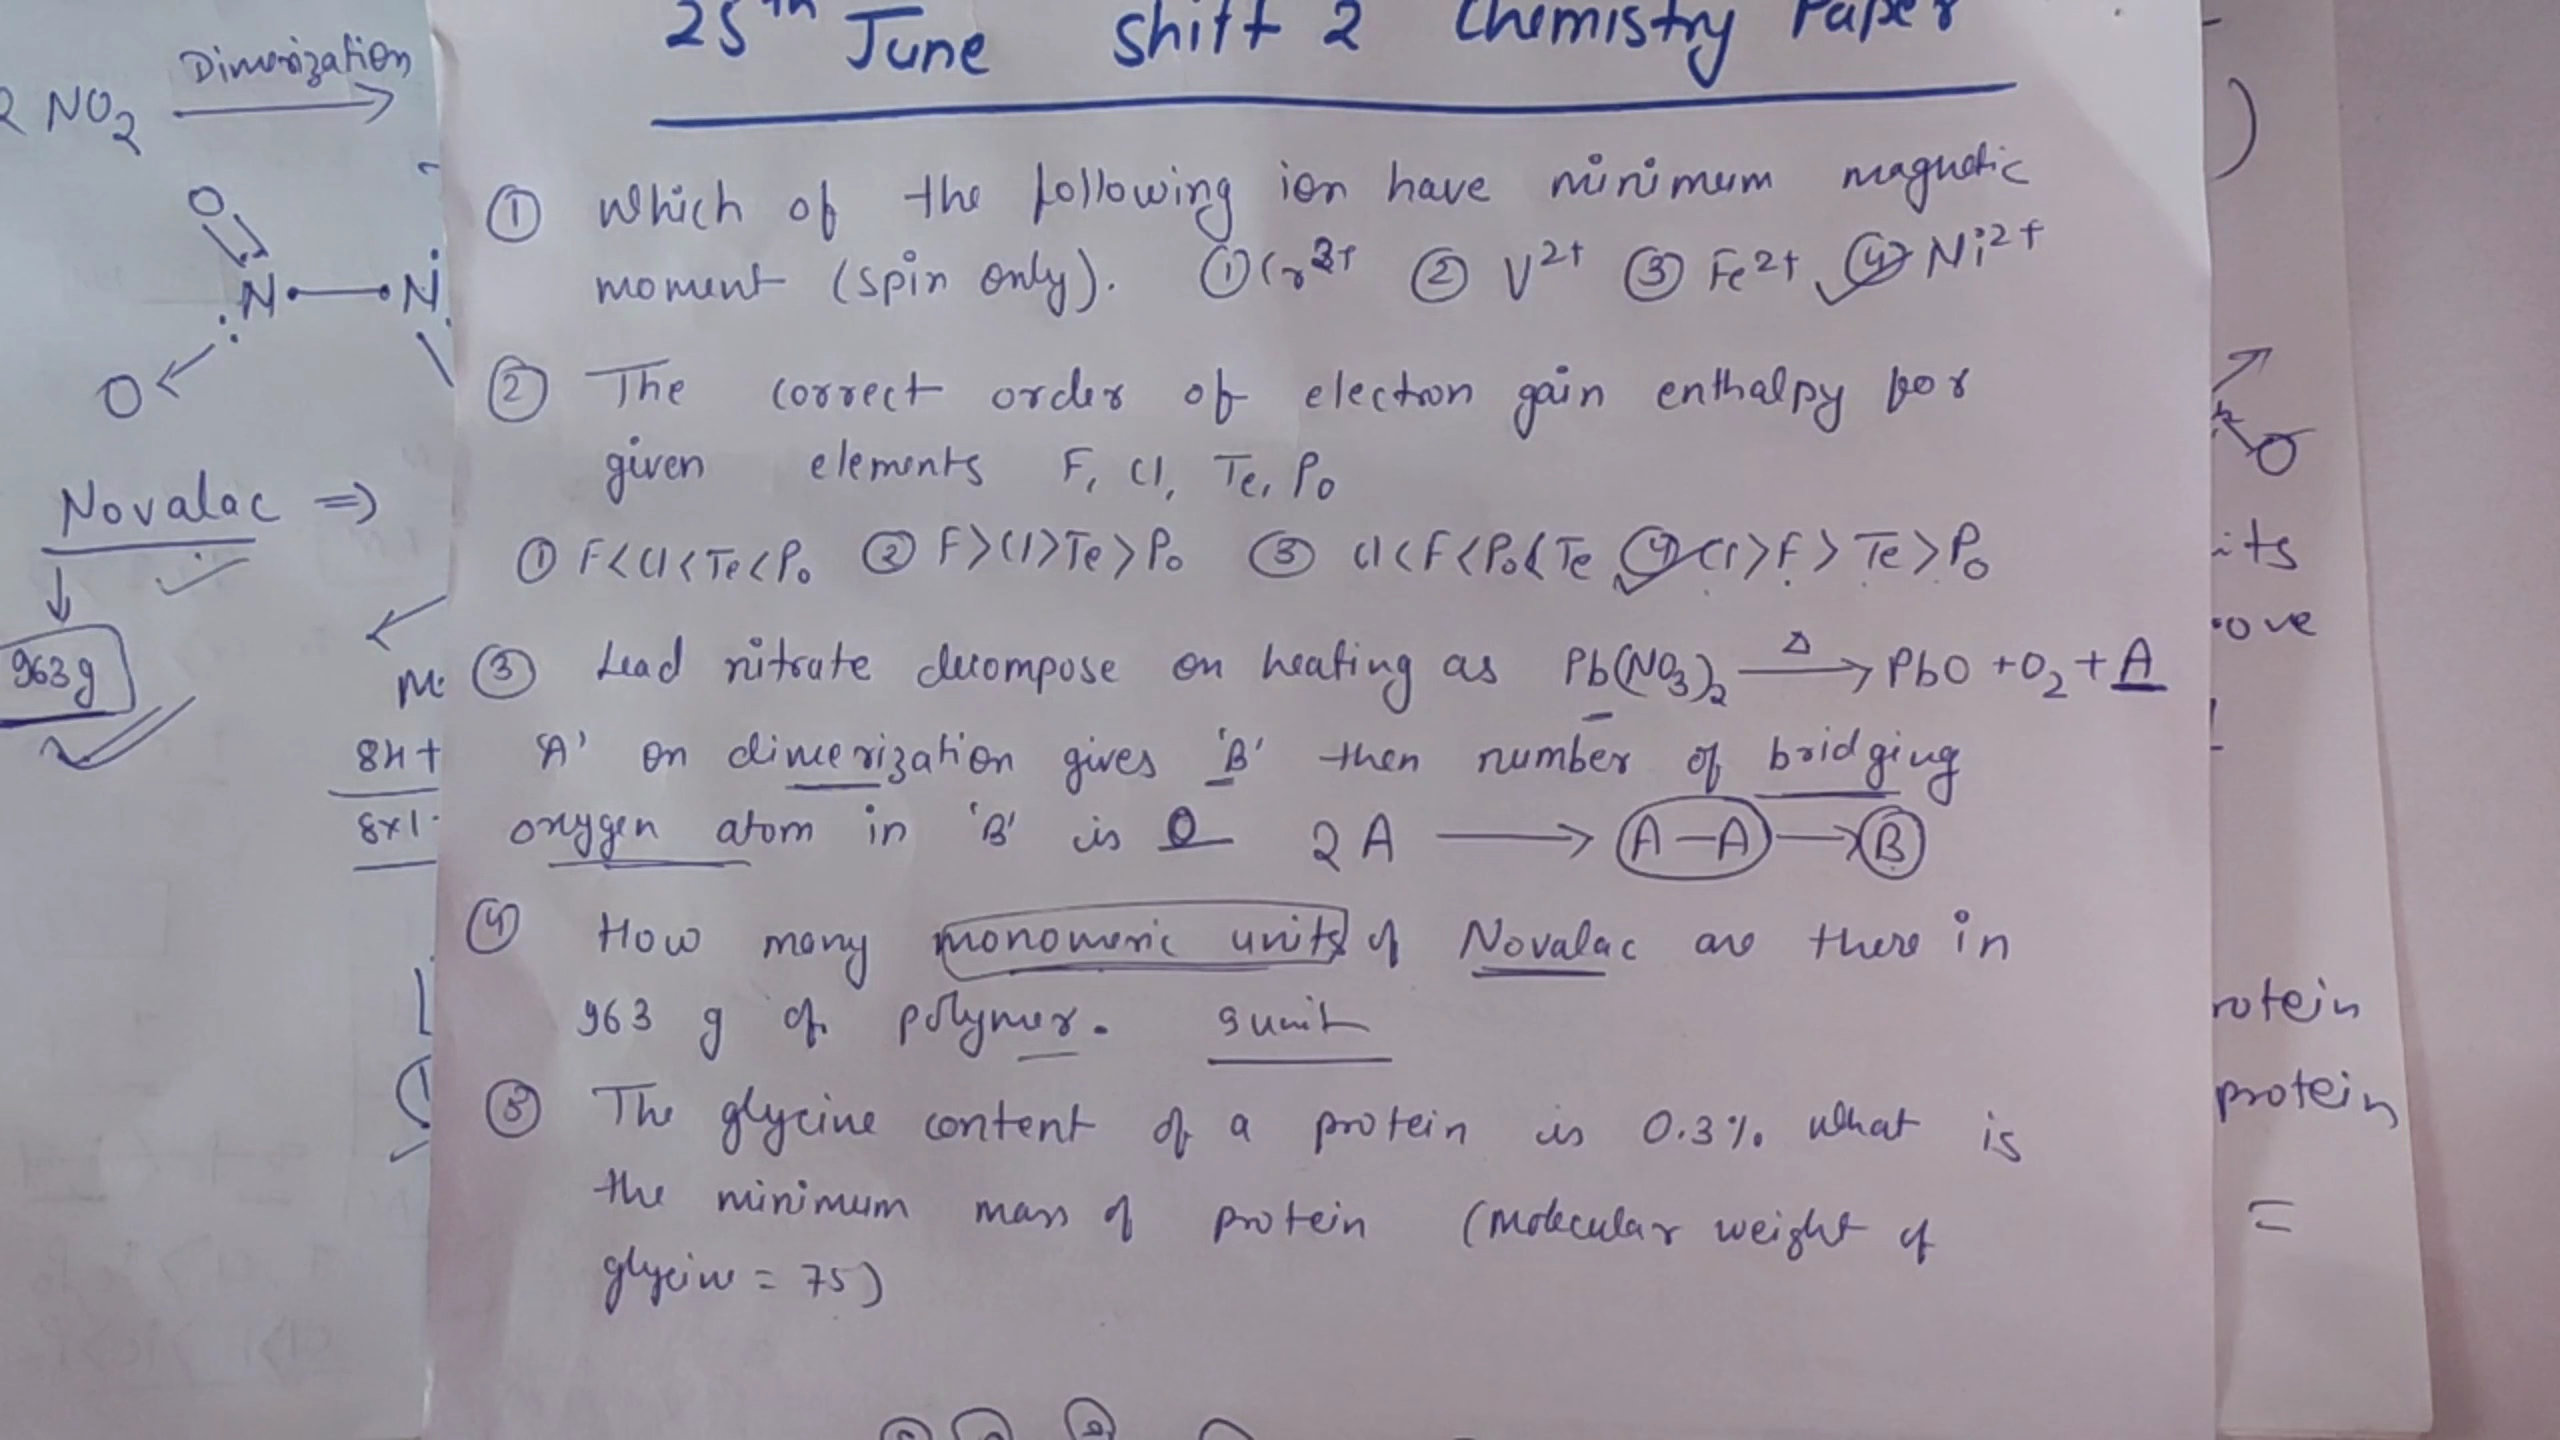 25th June Shift 2 Chemistry Paper
① Which of the following ion have minimum magnetic
moment (spin only). ① Cr3+ ② V2+ ③ Fe2+ ④ Ni2+
② The correct order of electron gain enthalpy for
given elements F, Cl, Te, Po
① F<Cl<Te<Po ② F>Cl>Te>Po ③ Cl<F<Po<Te ④ Cl>F>Te>Po
③ Lead nitrate decompose on heating as Pb(NO3)2 —Δ→ PbO + O2 + A
'A' on dimerization gives 'B' then number of bridging
oxygen atom in 'B' is 0 2A → A–A → B
④ How many monomeric units of Novalac are there in
963 g of polymer. 9 unit
⑤ The glycine content of a protein is 0.3% what is
the minimum mass of protein (molecular weight of
glycine = 75)
Dimerization
2 NO2 →
O
N — N
O
Novalac ⇒
963g
8H+
8x1
protein
=